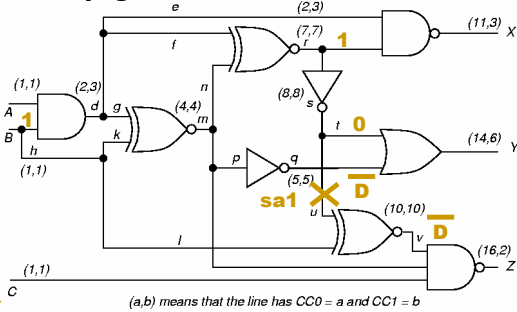 e (2,3)
(11,3) X
f (7,7) r 1
(1,1) (2,3) n
A d g (4,4) (8,8) s
B 1 k m t 0
h (14,6) Y
(1,1) p q
(5,5) D
sa1 u (10,10) D
l v (16,2)
(1,1) Z
C
(a,b) means that the line has CC0 = a and CC1 = b